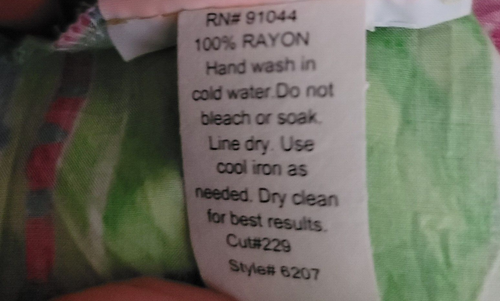 RN# 91044
100% RAYON
Hand wash in
cold water.Do not
bleach or soak.
Line dry. Use
cool iron as
needed. Dry clean
for best results.
Cut#229
Style# 6207